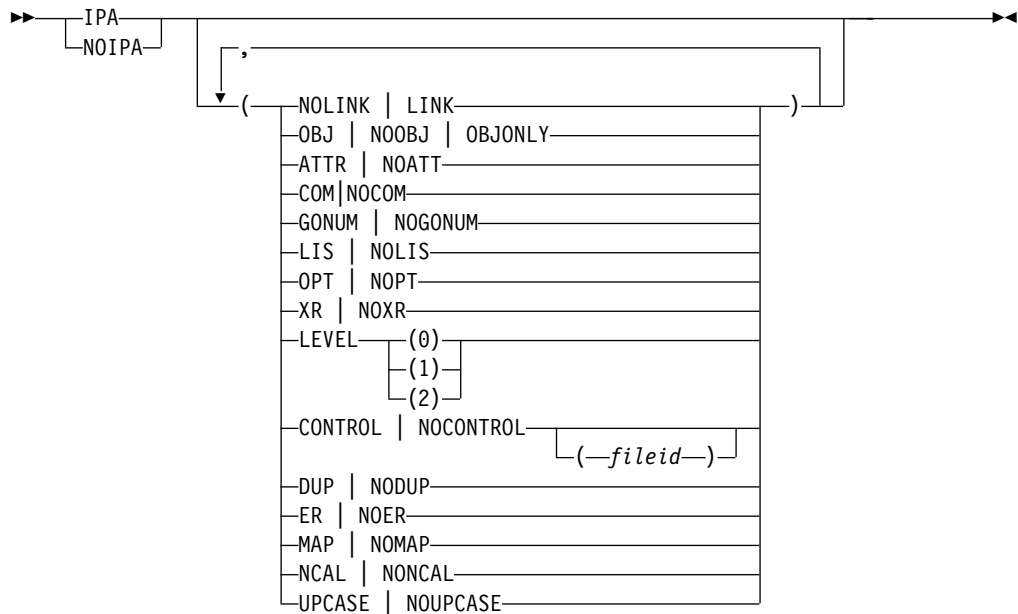 IPA
NOIPA
,
( NOLINK | LINK )
OBJ | NOOBJ | OBJONLY
ATTR | NOATT
COM|NOCOM
GONUM | NOGONUM
LIS | NOLIS
OPT | NOPT
XR | NOXR
LEVEL (0)
(1)
(2)
CONTROL | NOCONTROL
( fileid )
DUP | NODUP
ER | NOER
MAP | NOMAP
NCAL | NONCAL
UPCASE | NOUPCASE